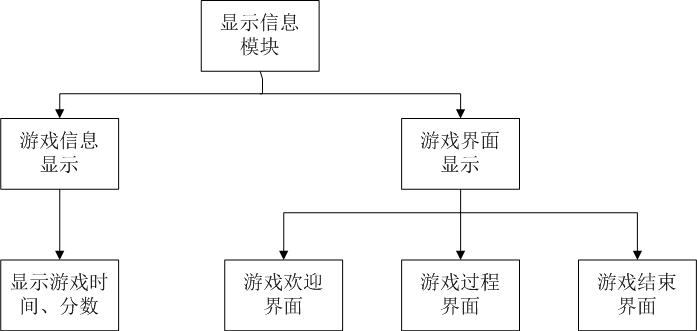 显示信息
模块
游戏信息
显示
游戏界面
显示
显示游戏时
间、分数
游戏欢迎
界面
游戏过程
界面
游戏结束
界面